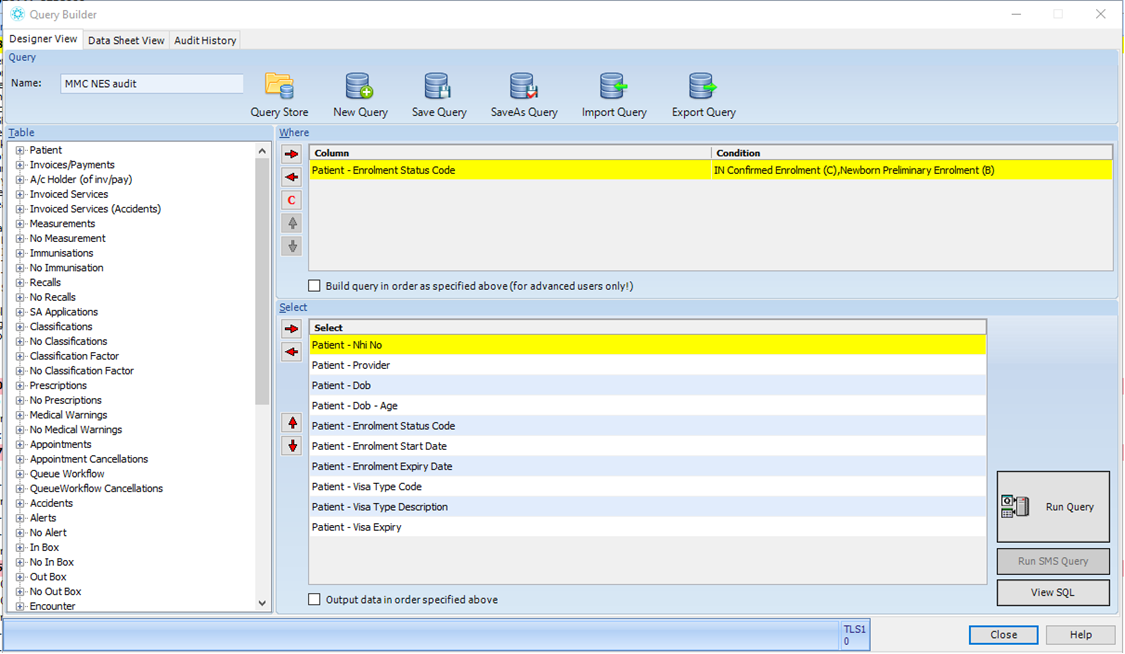 Query Builder
Designer View Data Sheet View Audit History
Query
Name: MMC NES audit
Query Store New Query Save Query SaveAs Query Import Query Export Query
Table
Patient
Invoices/Payments
A/c Holder (of inv/pay)
Invoiced Services
Invoiced Services (Accidents)
Measurements
No Measurement
Immunisations
No Immunisation
Recalls
No Recalls
SA Applications
Classifications
No Classifications
Classification Factor
No Classification Factor
Prescriptions
No Prescriptions
Medical Warnings
No Medical Warnings
Appointments
Appointment Cancellations
Queue Workflow
QueueWorkflow Cancellations
Accidents
Alerts
No Alert
In Box
No In Box
Out Box
No Out Box
Encounter
Where
C
Column Condition
Patient - Enrolment Status Code IN Confirmed Enrolment (C),Newborn Preliminary Enrolment (B)
Build query in order as specified above (for advanced users only!)
Select
Select
Patient - Nhi No
Patient - Provider
Patient - Dob
Patient - Dob - Age
Patient - Enrolment Status Code
Patient - Enrolment Start Date
Patient - Enrolment Expiry Date
Patient - Visa Type Code
Patient - Visa Type Description
Patient - Visa Expiry
Output data in order specified above
Run Query
Run SMS Query
View SQL
TLS1
0
Close Help